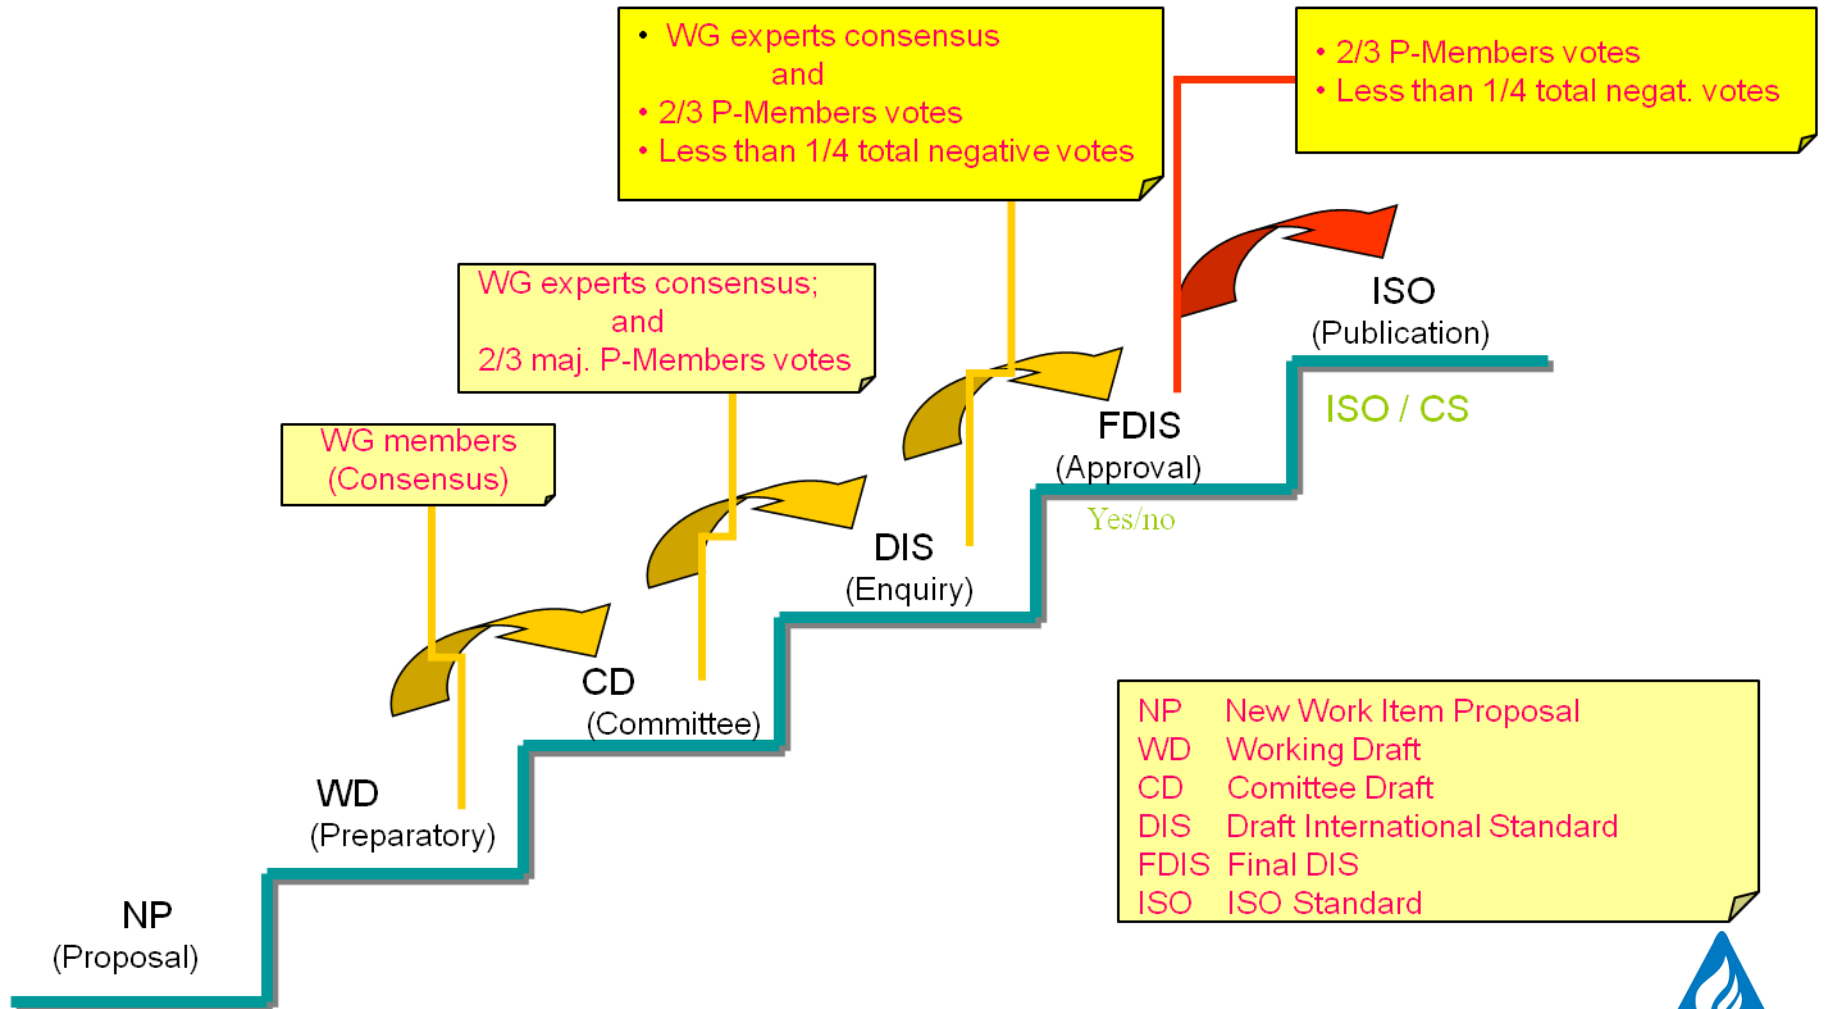 • WG experts consensus
and
• 2/3 P-Members votes
• Less than 1/4 total negative votes
• 2/3 P-Members votes
• Less than 1/4 total negat. votes
WG experts consensus;
and
2/3 maj. P-Members votes
WG members
(Consensus)
ISO
(Publication)
ISO / CS
FDIS
(Approval)
Yes/no
DIS
(Enquiry)
CD
(Committee)
WD
(Preparatory)
NP
(Proposal)
NP New Work Item Proposal
WD Working Draft
CD Comittee Draft
DIS Draft International Standard
FDIS Final DIS
ISO ISO Standard